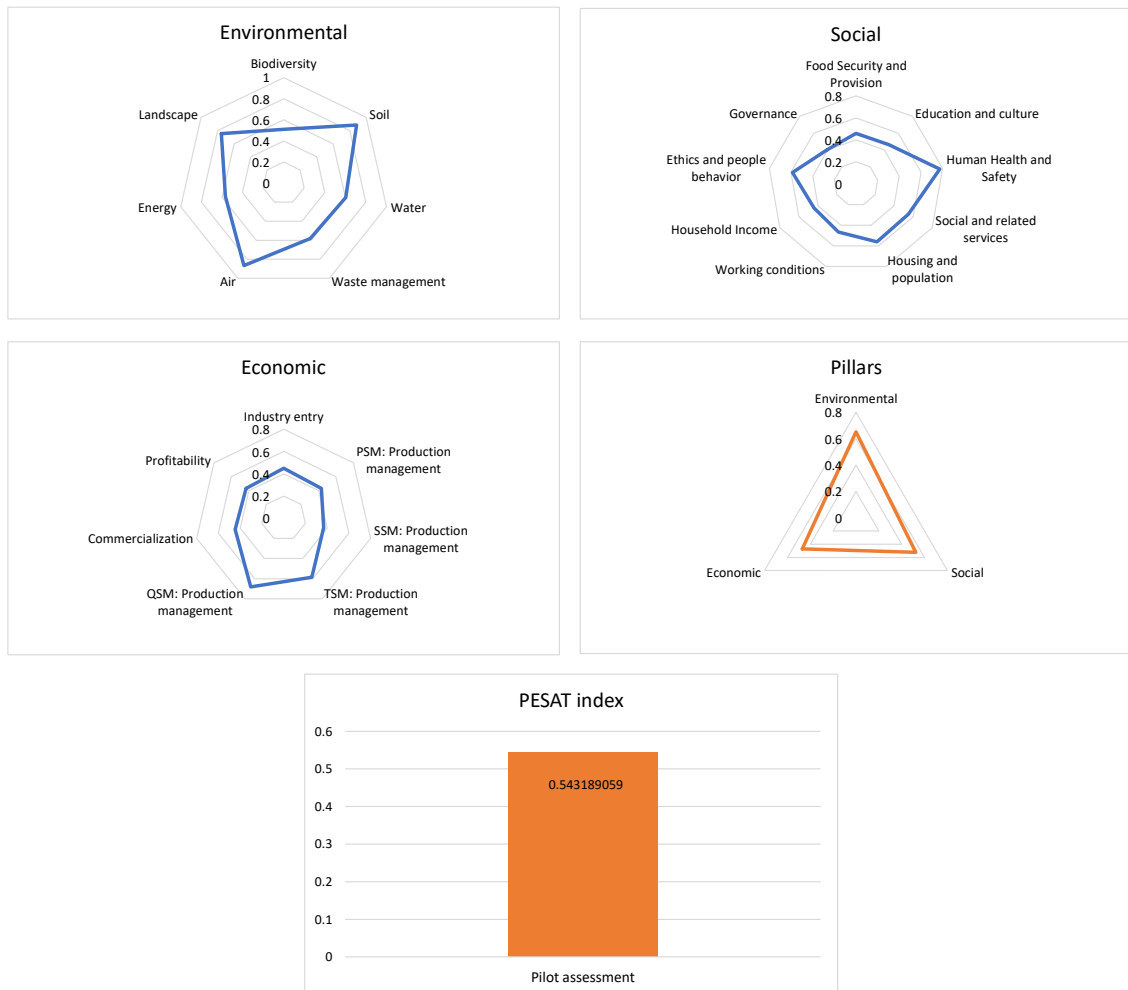 Environmental
Biodiversity
1
0.8
0.6
0.4
0.2
0
Soil
Water
Waste management
Air
Energy
Landscape
Social
Food Security and
Provision
0.8
0.6
0.4
0.2
0
Education and culture
Human Health and
Safety
Social and related
services
Housing and
population
Working conditions
Household Income
Ethics and people
behavior
Governance
Economic
Industry entry
0.8
0.6
0.4
0.2
0
PSM: Production
management
SSM: Production
management
TSM: Production
management
QSM: Production
management
Commercialization
Profitability
Pillars
Environmental
0.8
0.6
0.4
0.2
0
Social
Economic
PESAT index
0.6
0.5
0.4
0.3
0.2
0.1
0
0.543189059
Pilot assessment